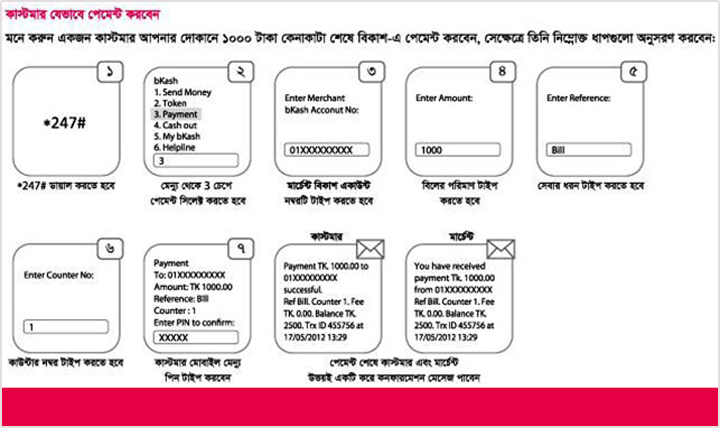 কাস্টমার যেভাবে পেমেন্ট করবেন
মনে করুন একজন কাস্টমার আপনার দোকানে ১০০০ টাকা কেনাকাটা শেষে বিকাশ-এ পেমেন্ট করবেন, সেক্ষেত্রে তিনি নিম্নোক্ত ধাপগুলো অনুসরণ করবেন:
১
*247#
*247# ডায়াল করতে হবে
২
bKash
1. Send Money
2. Token
3. Payment
4. Cash out
5. My bKash
6. Helpline
3
মেন্যু থেকে 3 চেপে
পেমেন্ট সিলেক্ট করতে হবে
৩
Enter Merchant
bKash Acconut No:
01XXXXXXXXX
মার্চেন্ট বিকাশ একাউন্ট
নম্বরটি টাইপ করতে হবে
৪
Enter Amount:
1000
বিলের পরিমাণ টাইপ
করতে হবে
৫
Enter Reference:
Bill
সেবার ধরন টাইপ করতে হবে
৬
Enter Counter No:
1
কাউন্টার নম্বর টাইপ করতে হবে
৭
Payment
To: 01XXXXXXXXX
Amount: TK 1000.00
Reference: Bill
Counter : 1
Enter PIN to confirm:
XXXXX
কাস্টমার মোবাইল মেন্যু
পিন টাইপ করবেন
কাস্টমার
Payment TK. 1000.00 to
01XXXXXXXXX
successful.
Ref Bill. Counter 1. Fee
TK. 0.00. Balance TK.
2500. Trx ID 455756 at
17/05/2012 13:29
মার্চেন্ট
You have received
payment Tk. 1000.00
from 01XXXXXXXXX
Ref Bill. Counter 1. Fee
TK. 0.00. Balance TK.
2500. Trx ID 455756 at
17/05/2012 13:29
পেমেন্ট শেষে কাস্টমার এবং মার্চেন্ট
উভয়ই একটি করে কনফারমেশন মেসেজ পাবেন